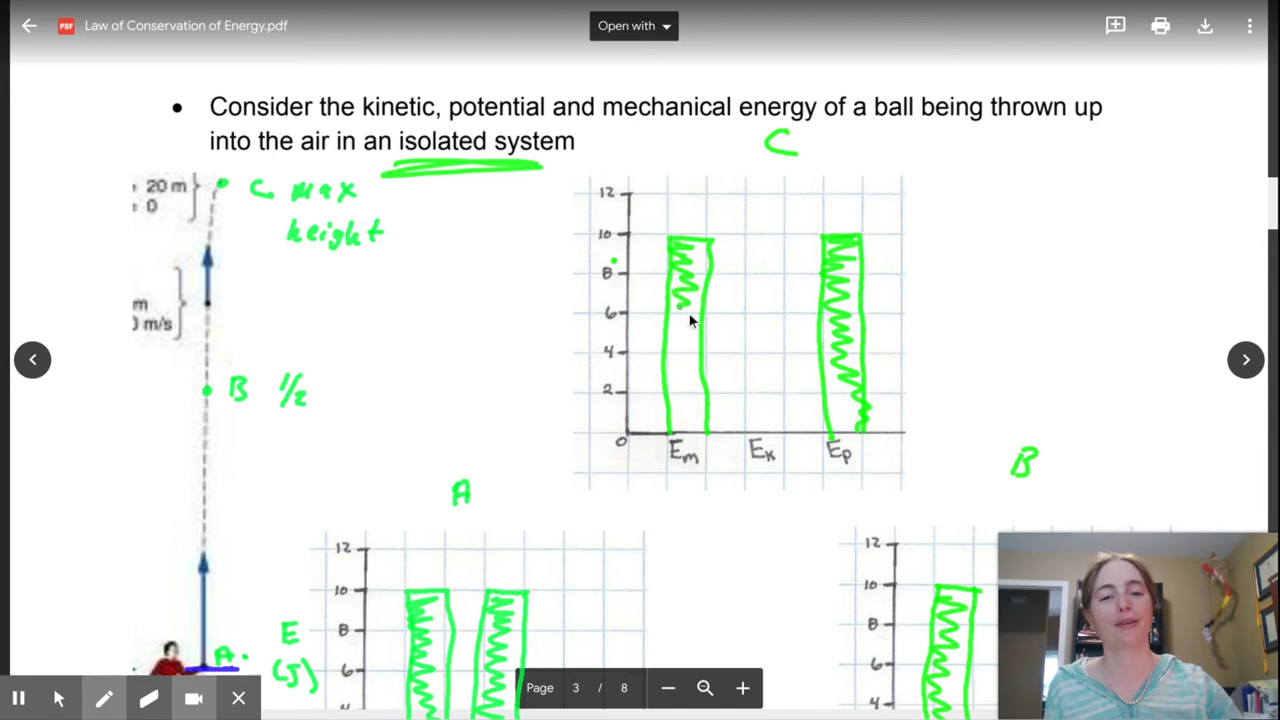 Law of Conservation of Energy.pdf
PDF
Open with
• Consider the kinetic, potential and mechanical energy of a ball being thrown up
into the air in an isolated system
C
20 m
= 0
C max
height
m
0 m/s
B 1/2
12
10
8
6
4
2
0
Em Ek Ep
A
B
12
10
8
6
E
(J)
A.
12
10
8
6
4
Page 3 / 8